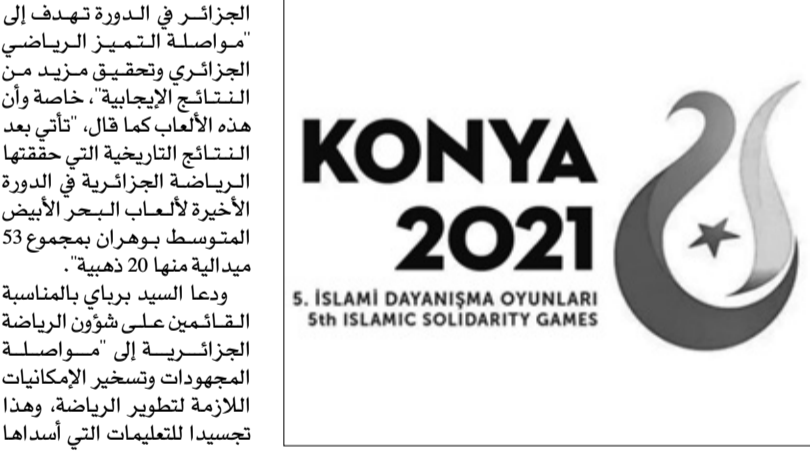 الجزائر في الدورة تهدف إلى
"مواصلة التميز الرياضي
الجزائري وتحقيق مزيد من
النتائج الإيجابية"، خاصة وأن
هذه الألعاب كما قال، "تأتي بعد
النتائج التاريخية التي حققتها
الرياضة الجزائرية في الدورة
الأخيرة لألعاب البحر الأبيض
المتوسط بوهران بمجموع 53
ميدالية منها 20 ذهبية".
ودعا السيد برباي بالمناسبة
القائمين على شؤون الرياضة
الجزائرية إلى "مواصلة
المجهودات وتسخير الإمكانيات
اللازمة لتطوير الرياضة، وهذا
تجسيدا للتعليمات التي أسداها
KONYA
2021
5. İSLAMİ DAYANIŞMA OYUNLARI
5th ISLAMIC SOLIDARITY GAMES